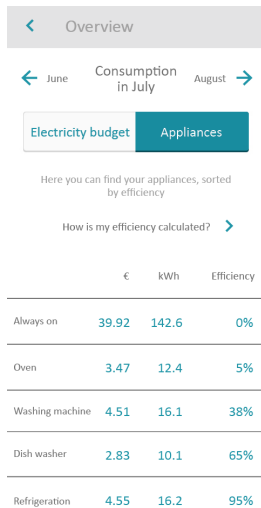 Overview
June
Consumption
in July
August
Electricity budget
Appliances
Here you can find your appliances, sorted
by efficiency
How is my efficiency calculated?
€ kWh Efficiency
Always on 39.92 142.6 0%
Oven 3.47 12.4 5%
Washing machine 4.51 16.1 38%
Dish washer 2.83 10.1 65%
Refrigeration 4.55 16.2 95%